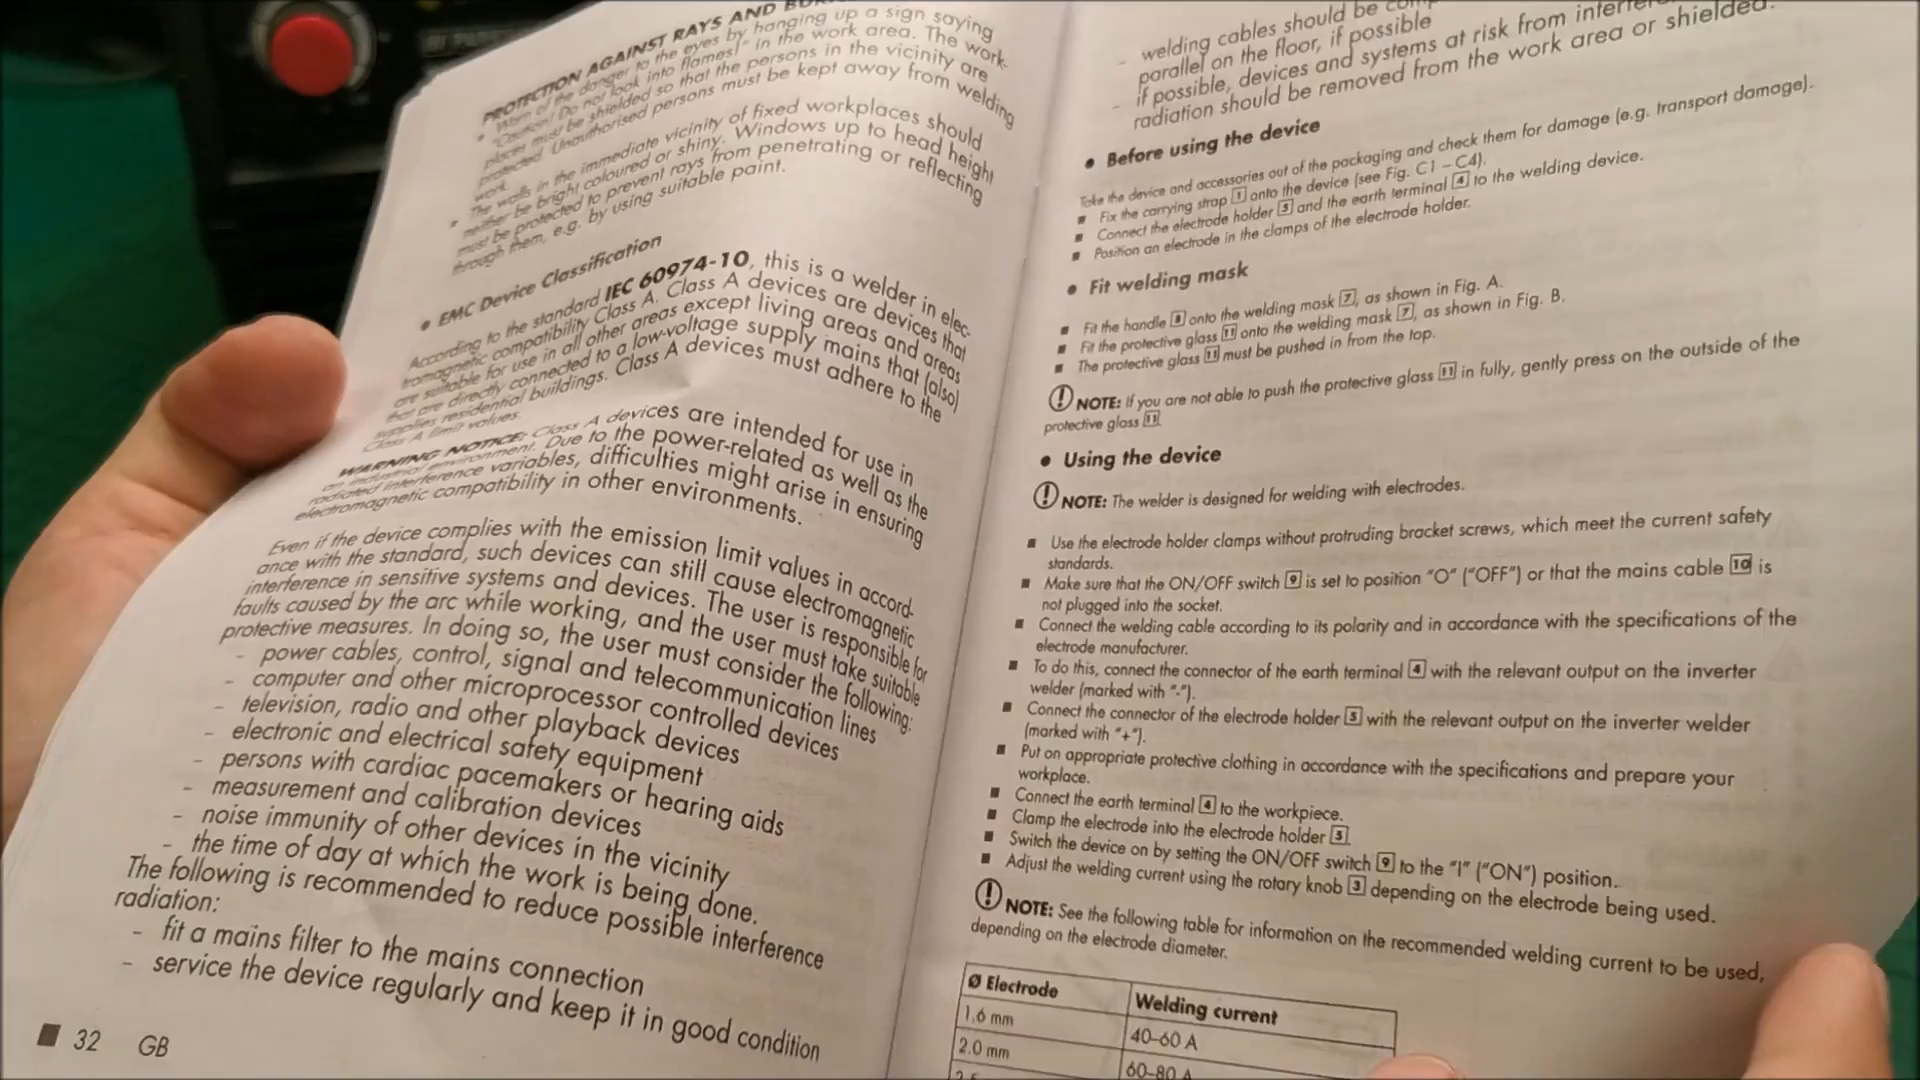 PROTECTION AGAINST RAYS AND
• Warn of the danger to the eyes by hanging up a sign saying
"Caution! Do not look into flames!" in the work area. The work-
places must be shielded so that the persons in the vicinity are
protected. Unauthorised persons must be kept away from welding
work.
• The walls in the immediate vicinity of fixed workplaces should
neither be bright coloured or shiny. Windows up to head height
must be protected to prevent rays from penetrating or reflecting
through them, e.g. by using suitable paint.
• EMC Device Classification
According to the standard IEC 60974-10, this is a welder in elec-
tromagnetic compatibility Class A. Class A devices are devices that
are suitable for use in all other areas except living areas and areas
that are directly connected to a low-voltage supply mains that (also)
supplies residential buildings. Class A devices must adhere to the
Class A limit values.
WARNING NOTICE: Class A devices are intended for use in
an industrial environment. Due to the power-related as well as the
radiated interference variables, difficulties might arise in ensuring
electromagnetic compatibility in other environments.
Even if the device complies with the emission limit values in accord-
ance with the standard, such devices can still cause electromagnetic
interference in sensitive systems and devices. The user is responsible for
faults caused by the arc while working, and the user must take suitable
protective measures. In doing so, the user must consider the following:
- power cables, control, signal and telecommunication lines
- computer and other microprocessor controlled devices
- television, radio and other playback devices
- electronic and electrical safety equipment
- persons with cardiac pacemakers or hearing aids
- measurement and calibration devices
- noise immunity of other devices in the vicinity
- the time of day at which the work is being done.
The following is recommended to reduce possible interference
radiation:
- fit a mains filter to the mains connection
- service the device regularly and keep it in good condition
■ 32 GB
- welding cables should be
parallel on the floor, if possible
- if possible, devices and systems at risk from
radiation should be removed from the work area or shielded.
• Before using the device
Take the device and accessories out of the packaging and check them for damage (e.g. transport damage).
■ Fix the carrying strap 1 onto the device (see Fig. C1 – C4).
■ Connect the electrode holder 5 and the earth terminal 4 to the welding device.
■ Position an electrode in the clamps of the electrode holder.
• Fit welding mask
■ Fit the handle 8 onto the welding mask 7, as shown in Fig. A.
■ Fit the protective glass 11 onto the welding mask 7, as shown in Fig. B.
■ The protective glass 11 must be pushed in from the top.
! NOTE: If you are not able to push the protective glass 11 in fully, gently press on the outside of the
protective glass 11
• Using the device
! NOTE: The welder is designed for welding with electrodes.
■ Use the electrode holder clamps without protruding bracket screws, which meet the current safety
standards.
■ Make sure that the ON/OFF switch 9 is set to position "O" ("OFF") or that the mains cable 10 is
not plugged into the socket.
■ Connect the welding cable according to its polarity and in accordance with the specifications of the
electrode manufacturer.
■ To do this, connect the connector of the earth terminal 4 with the relevant output on the inverter
welder (marked with "-").
■ Connect the connector of the electrode holder 5 with the relevant output on the inverter welder
(marked with "+").
■ Put on appropriate protective clothing in accordance with the specifications and prepare your
workplace.
■ Connect the earth terminal 4 to the workpiece.
■ Clamp the electrode into the electrode holder 5.
■ Switch the device on by setting the ON/OFF switch 9 to the "I" ("ON") position.
■ Adjust the welding current using the rotary knob 3 depending on the electrode being used.
! NOTE: See the following table for information on the recommended welding current to be used,
depending on the electrode diameter.
Ø Electrode Welding current
1.6 mm 40–60 A
2.0 mm 60–80 A